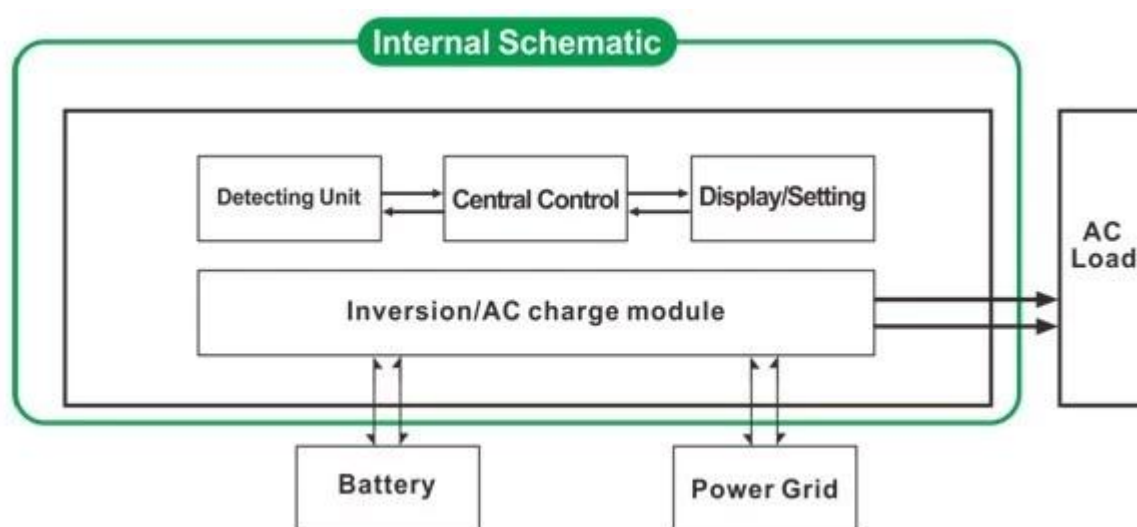 Internal Schematic
Detecting Unit
Central Control
Display/Setting
Inversion/AC charge module
AC
Load
Battery
Power Grid